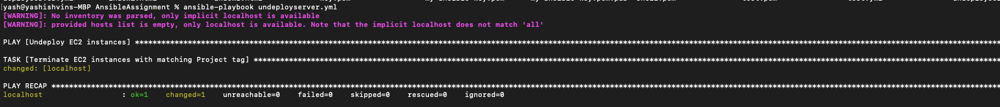 [yash@yashishvins-MBP AnsibleAssignment % ansible-playbook undeployserver.yml
[WARNING]: No inventory was parsed, only implicit localhost is available
[WARNING]: provided hosts list is empty, only localhost is available. Note that the implicit localhost does not match 'all'
PLAY [Undeploy EC2 instances] ****************************************************************************************************************************************************************************************************
TASK [Terminate EC2 instances with matching Project tag] *************************************************************************************************************************************************************************
changed: [localhost]
PLAY RECAP ***********************************************************************************************************************************************************************************************************************
localhost                  : ok=1    changed=1    unreachable=0    failed=0    skipped=0    rescued=0    ignored=0